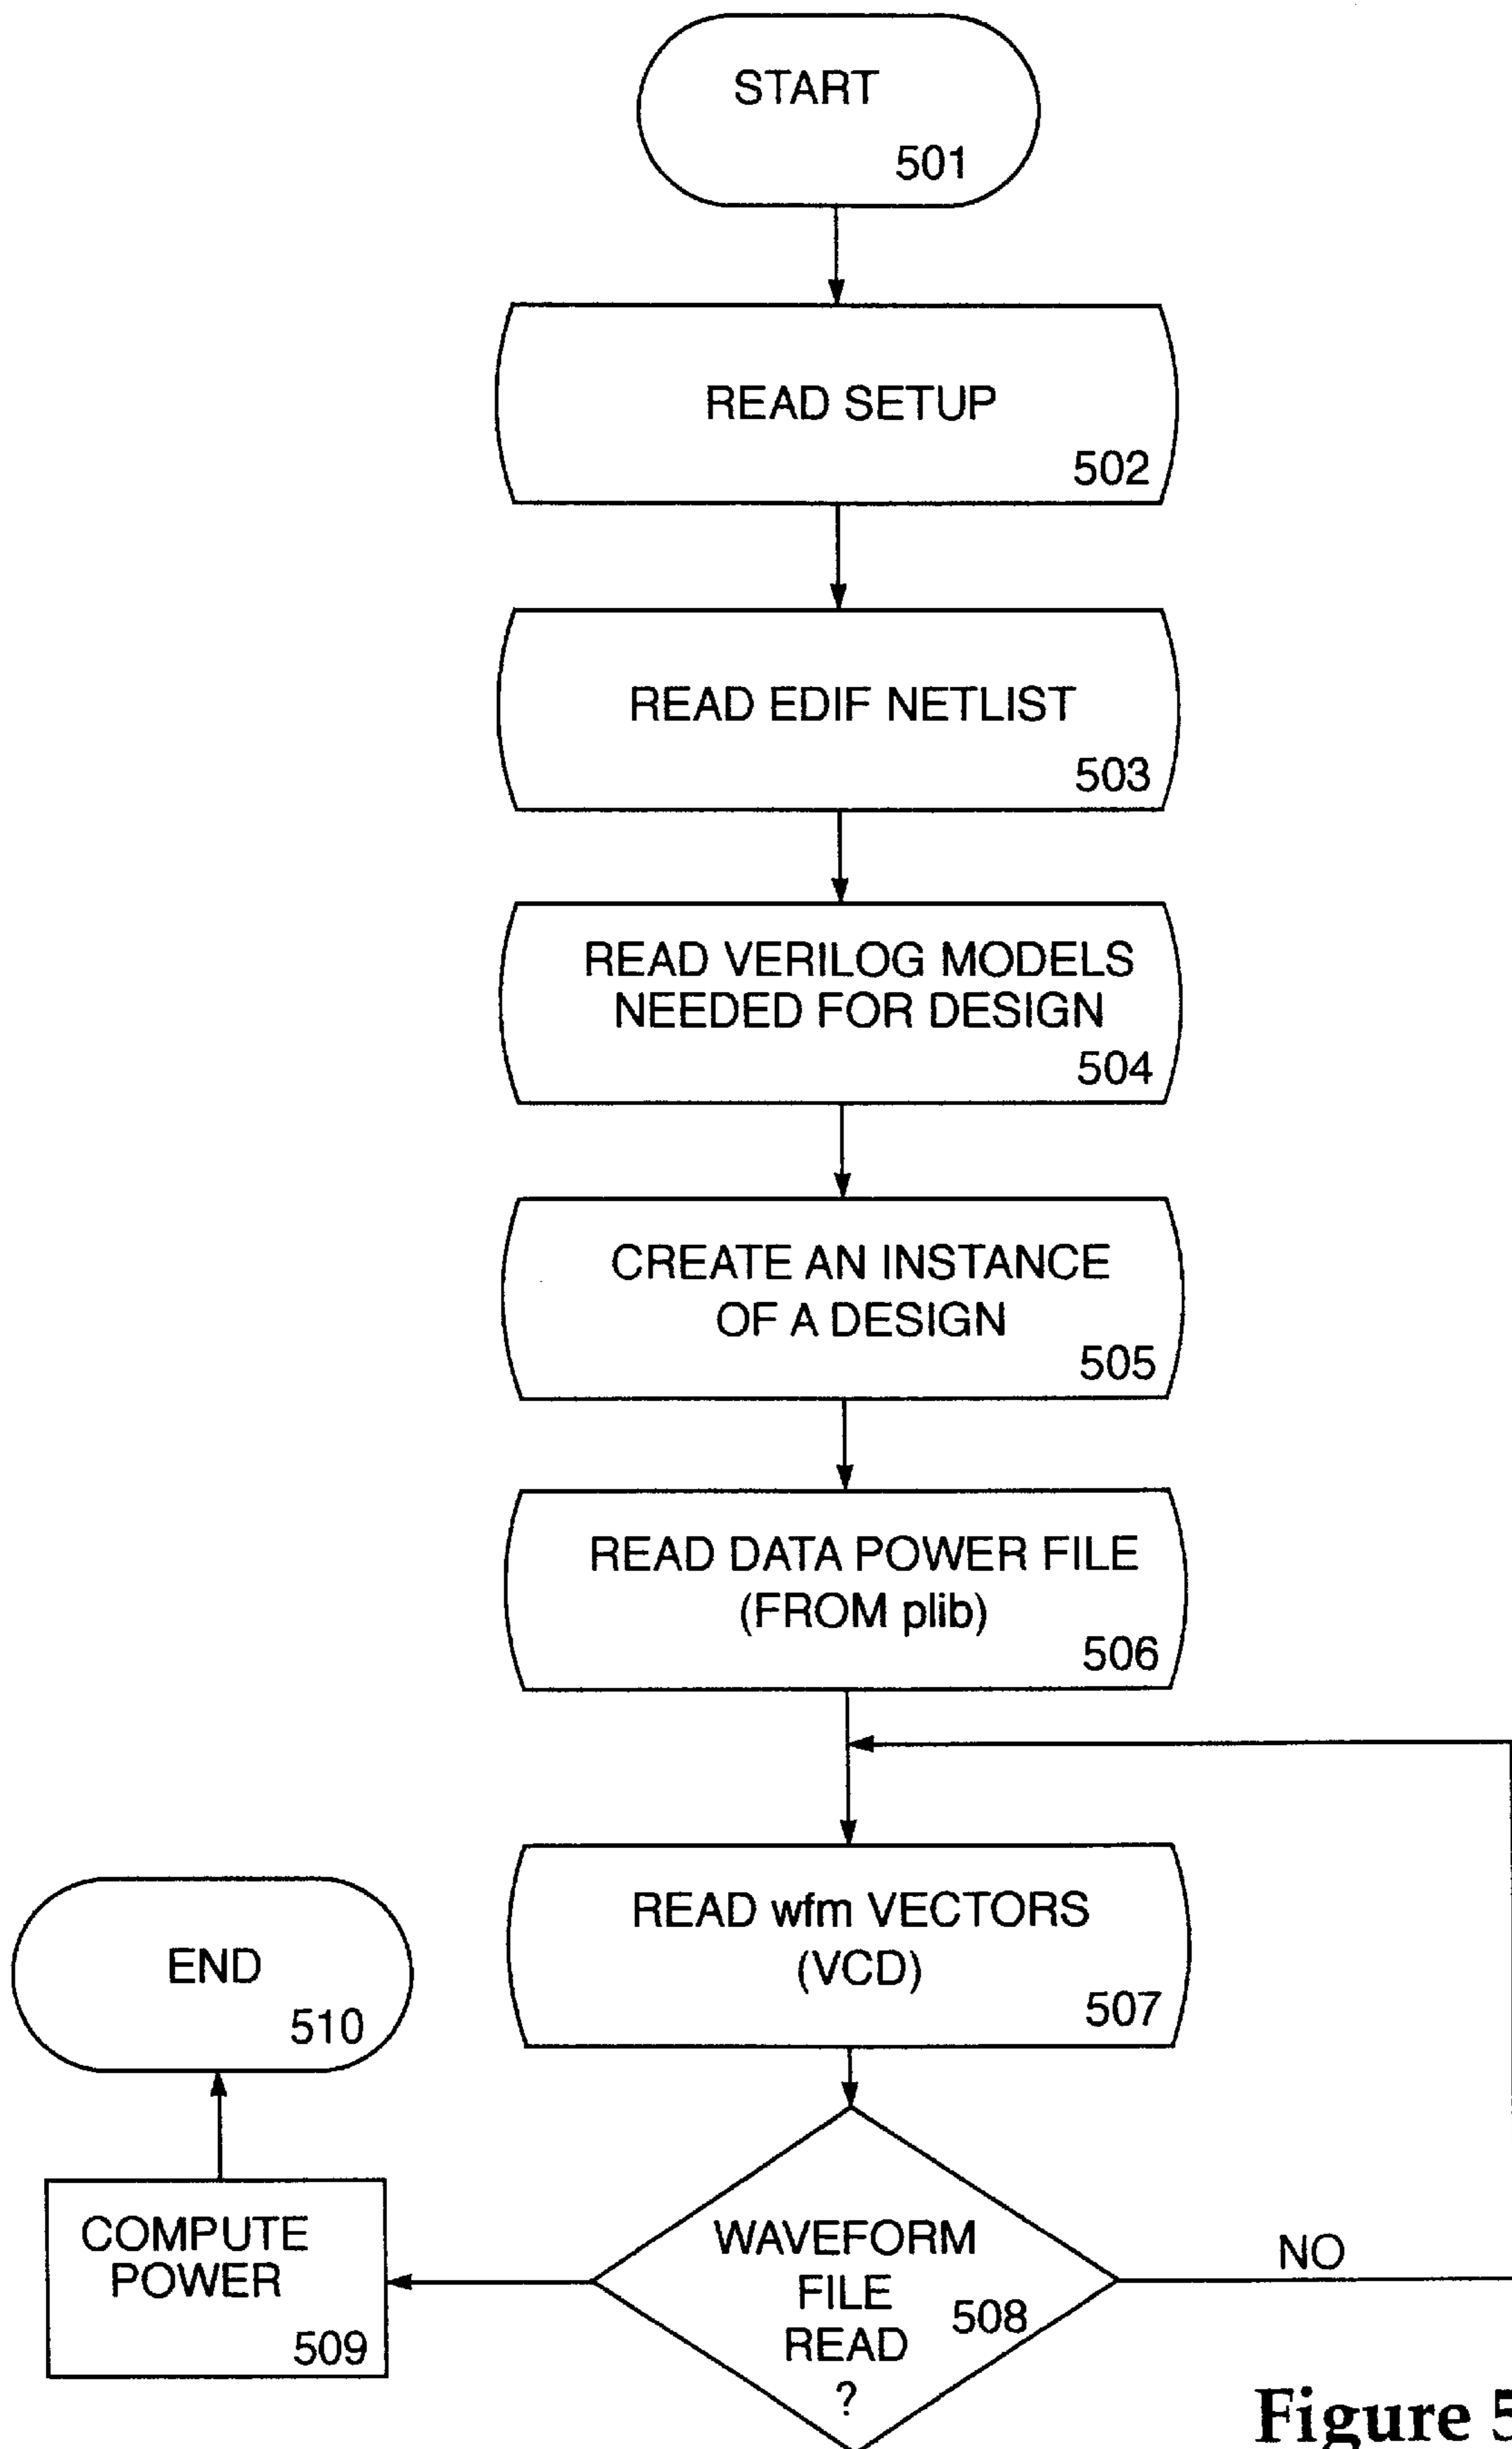 START
501
READ SETUP
502
READ EDIF NETLIST
503
READ VERILOG MODELS
NEEDED FOR DESIGN
504
CREATE AN INSTANCE
OF A DESIGN
505
READ DATA POWER FILE
(FROM plib)
506
READ wfm VECTORS
(VCD)
507
WAVEFORM
FILE
READ
?
508
NO
COMPUTE
POWER
509
END
510
Figure 5